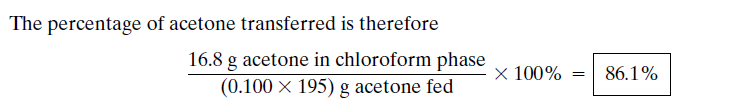 The percentage of acetone transferred is therefore
16.8 g acetone in chloroform phase
(0.100 × 195) g acetone fed
× 100% = 86.1%